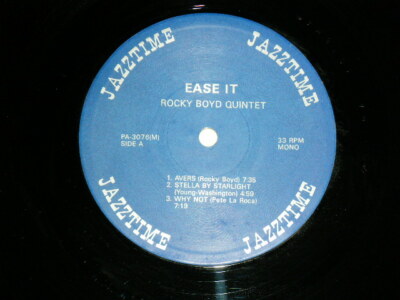 JAZZTIME
JAZZTIME
EASE IT
ROCKY BOYD QUINTET
PA-3076(M)
SIDE A
33 RPM
MONO
1. AVERS (Rocky Boyd) 7:35
2. STELLA BY STARLIGHT
(Young-Washington) 4:59
3. WHY NOT (Pete La Roca)
7:13
JAZZTIME
JAZZTIME